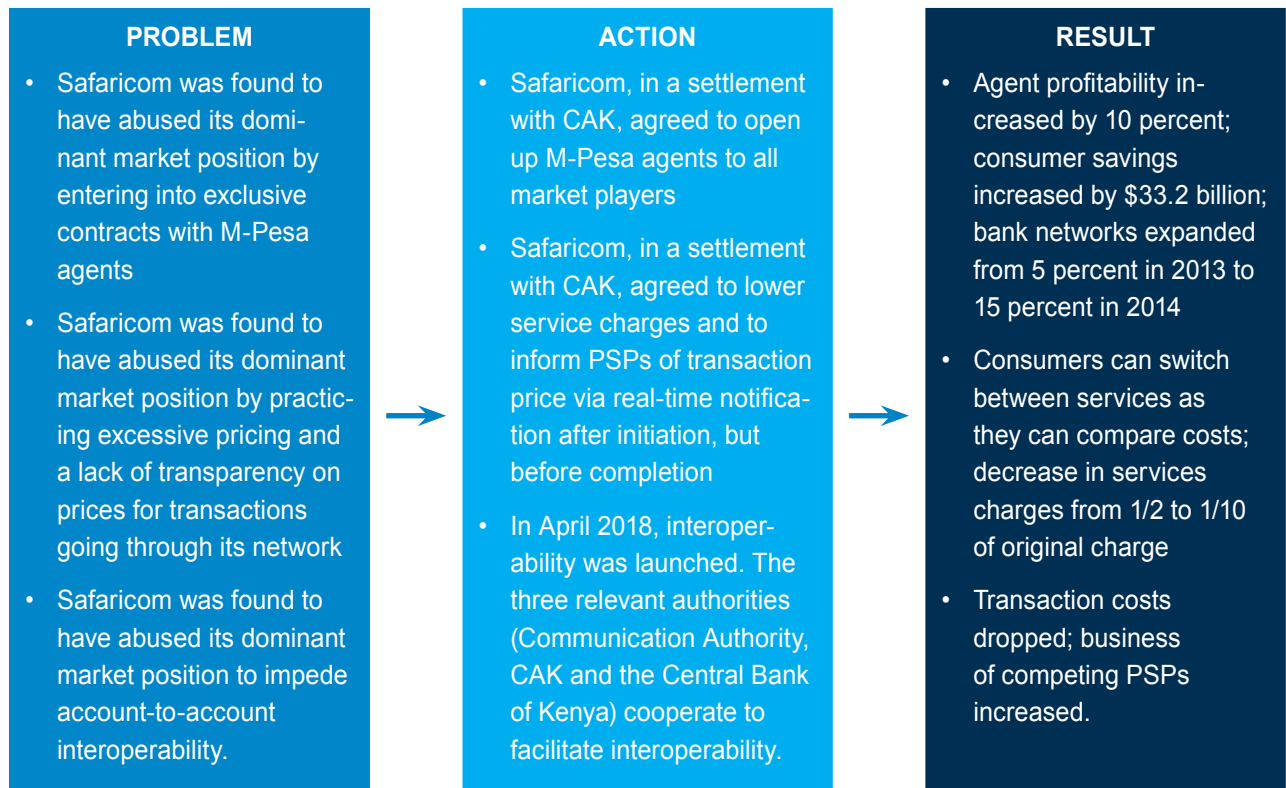 PROBLEM
• Safaricom was found to
have abused its domi-
nant market position by
entering into exclusive
contracts with M-Pesa
agents
• Safaricom was found to
have abused its dominant
market position by practic-
ing excessive pricing and
a lack of transparency on
prices for transactions
going through its network
• Safaricom was found to
have abused its dominant
market position to impede
account-to-account
interoperability.
ACTION
• Safaricom, in a settlement
with CAK, agreed to open
up M-Pesa agents to all
market players
• Safaricom, in a settlement
with CAK, agreed to lower
service charges and to
inform PSPs of transaction
price via real-time notifica-
tion after initiation, but
before completion
• In April 2018, interoper-
ability was launched. The
three relevant authorities
(Communication Authority,
CAK and the Central Bank
of Kenya) cooperate to
facilitate interoperability.
RESULT
• Agent profitability in-
creased by 10 percent;
consumer savings
increased by $33.2 billion;
bank networks expanded
from 5 percent in 2013 to
15 percent in 2014
• Consumers can switch
between services as
they can compare costs;
decrease in services
charges from 1/2 to 1/10
of original charge
• Transaction costs
dropped; business
of competing PSPs
increased.